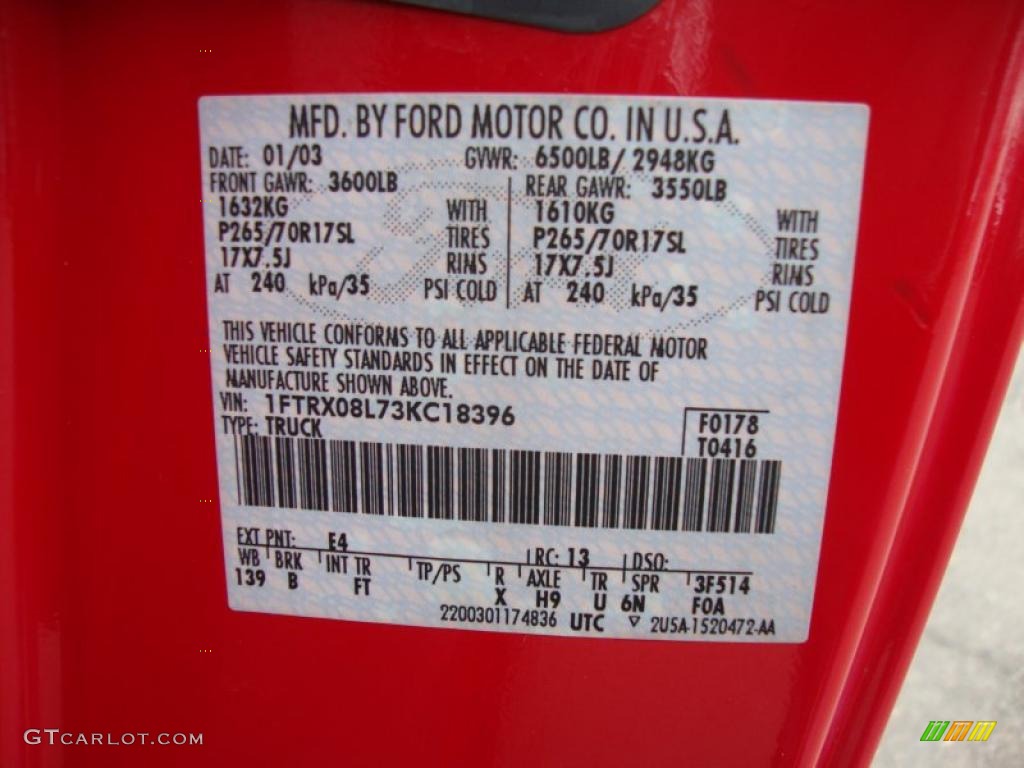 MFD. BY FORD MOTOR CO. IN U.S.A.
DATE: 01/03 GVWR: 6500LB/ 2948KG
FRONT GAWR: 3600LB REAR GAWR: 3550LB
1632KG WITH 1610KG WITH
P265/70R17SL TIRES P265/70R17SL TIRES
17X7.5J RIMS 17X7.5J RIMS
AT 240 kPa/35 PSI COLD AT 240 kPa/35 PSI COLD
THIS VEHICLE CONFORMS TO ALL APPLICABLE FEDERAL MOTOR
VEHICLE SAFETY STANDARDS IN EFFECT ON THE DATE OF
MANUFACTURE SHOWN ABOVE.
VIN: 1FTRX08L73KC18396 F0178
TYPE: TRUCK T0416
EXT PNT: E4 RC: 13 DSO:
WB BRK INT TR TP/PS R AXLE TR SPR 3F514
139 B FT X H9 U 6N F0A
2200301174836 UTC ▽ 2U5A-1520472-AA
GTCARLOT.COM